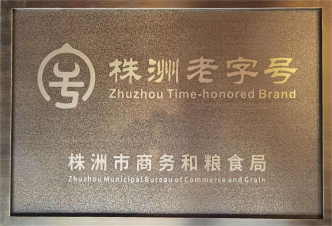 株洲老字号
Zhuzhou Time-honored Brand
株洲市商务和粮食局
Zhuzhou Municipal Bureau of Commerce and Grain